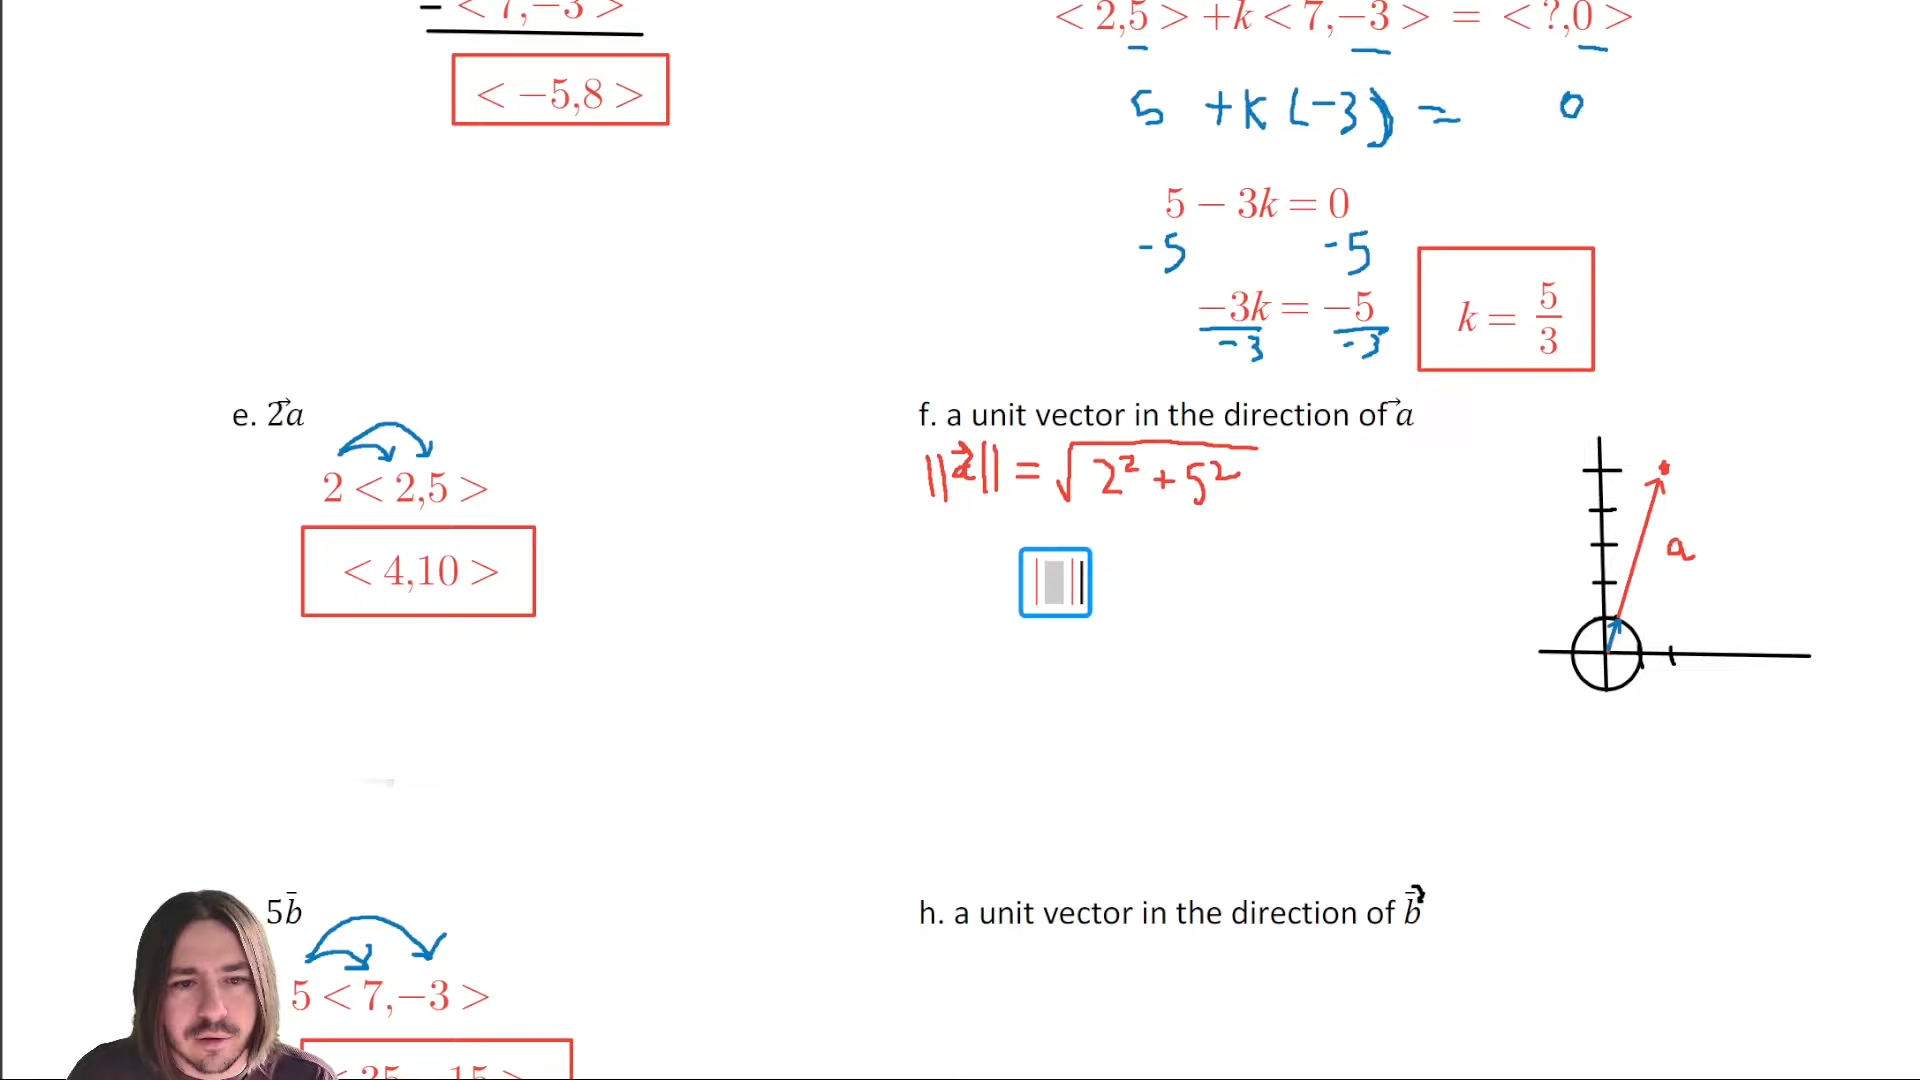 − < 7,−3 >
< −5,8 >
< 2,5 > +k < 7,−3 > = < ?,0 >
5 +k (−3) = 0
5 − 3k = 0
-5 -5
−3k = −5
-3 -3
k = 5/3
e. 2a⃗
2 < 2,5 >
< 4,10 >
f. a unit vector in the direction of a⃗
||a⃗|| = √2² + 5²
a
5b̄
5 < 7,−3 >
h. a unit vector in the direction of b⃗